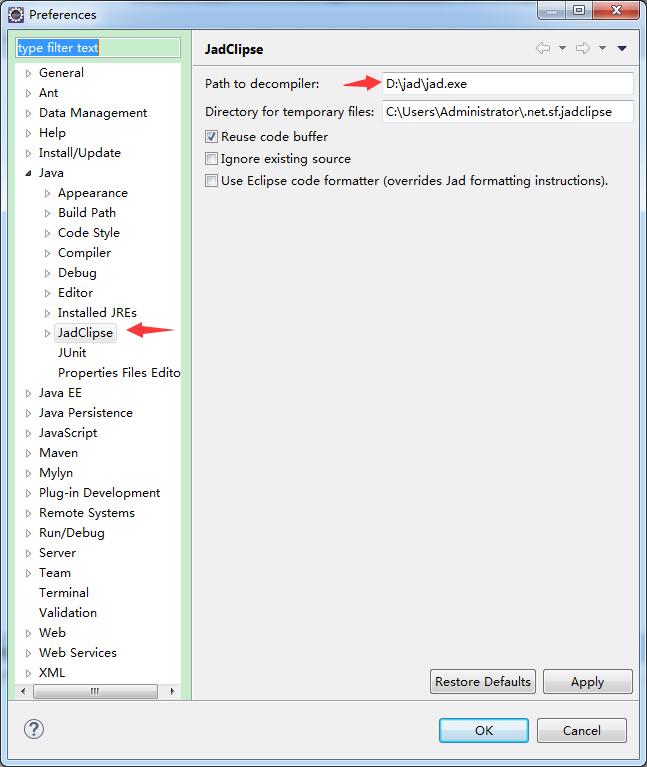 Preferences
type filter text
General
Ant
Data Management
Help
Install/Update
Java
Appearance
Build Path
Code Style
Compiler
Debug
Editor
Installed JREs
JadClipse
JUnit
Properties Files Edito
Java EE
Java Persistence
JavaScript
Maven
Mylyn
Plug-in Development
Remote Systems
Run/Debug
Server
Team
Terminal
Validation
Web
Web Services
XML
JadClipse
Path to decompiler: D:\jad\jad.exe
Directory for temporary files: C:\Users\Administrator\.net.sf.jadclipse
Reuse code buffer
Ignore existing source
Use Eclipse code formatter (overrides Jad formatting instructions).
Restore Defaults Apply
? OK Cancel